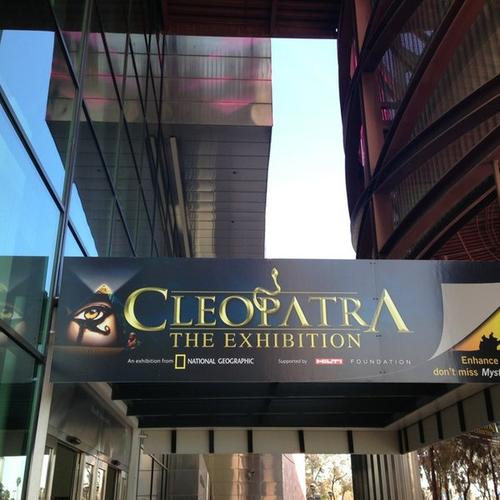 CLEOPATRA
THE EXHIBITION
An exhibition from NATIONAL GEOGRAPHIC Supported by HILTI FOUNDATION
Enhance
don't miss Myst